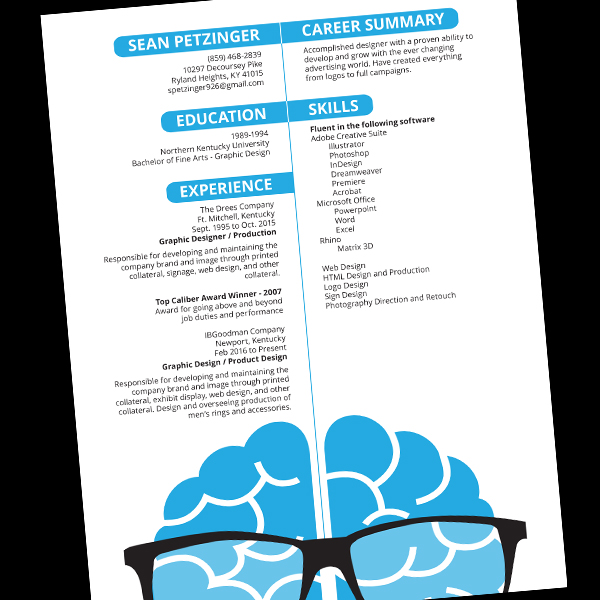 SEAN PETZINGER
(859) 468-2839
10297 Decoursey Pike
Ryland Heights, KY 41015
spetzinger926@gmail.com
EDUCATION
1989-1994
Northern Kentucky University
Bachelor of Fine Arts - Graphic Design
EXPERIENCE
The Drees Company
Ft. Mitchell, Kentucky
Sept. 1995 to Oct. 2015
Graphic Designer / Production
Responsible for developing and maintaining the
company brand and image through printed
collateral, signage, web design, and other
collateral.
Top Caliber Award Winner - 2007
Award for going above and beyond
job duties and performance
IBGoodman Company
Newport, Kentucky
Feb 2016 to Present
Graphic Design / Product Design
Responsible for developing and maintaining the
company brand and image through printed
collateral, exhibit display, web design, and other
collateral. Design and overseeing production of
men's rings and accessories.
CAREER SUMMARY
Accomplished designer with a proven ability to
develop and grow with the ever changing
advertising world. Have created everything
from logos to full campaigns.
SKILLS
Fluent in the following software
Adobe Creative Suite
Illustrator
Photoshop
InDesign
Dreamweaver
Premiere
Acrobat
Microsoft Office
Powerpoint
Word
Excel
Rhino
Matrix 3D
Web Design
HTML Design and Production
Logo Design
Sign Design
Photography Direction and Retouch